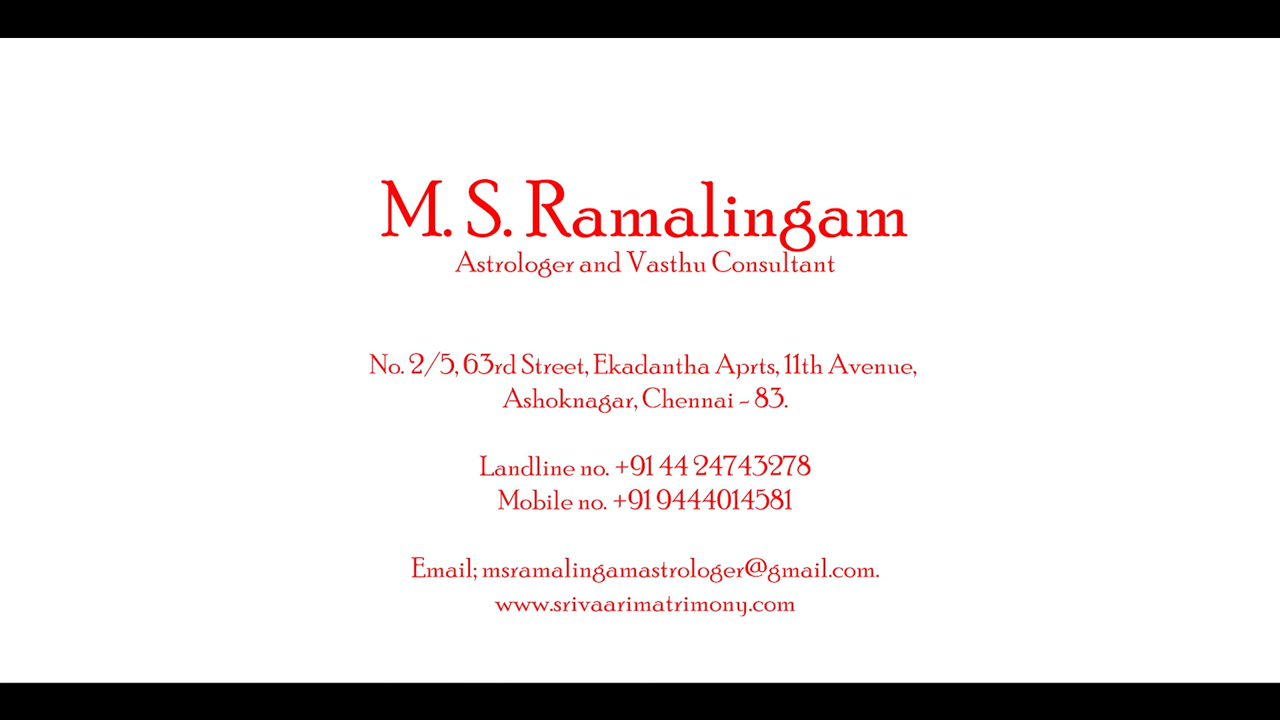 M. S. Ramalingam
Astrologer and Vasthu Consultant
No. 2/5, 63rd Street, Ekadantha Aprts, 11th Avenue,
Ashoknagar, Chennai - 83.
Landline no. +91 44 24743278
Mobile no. +91 9444014581
Email; msramalingamastrologer@gmail.com.
www.srivaarimatrimony.com